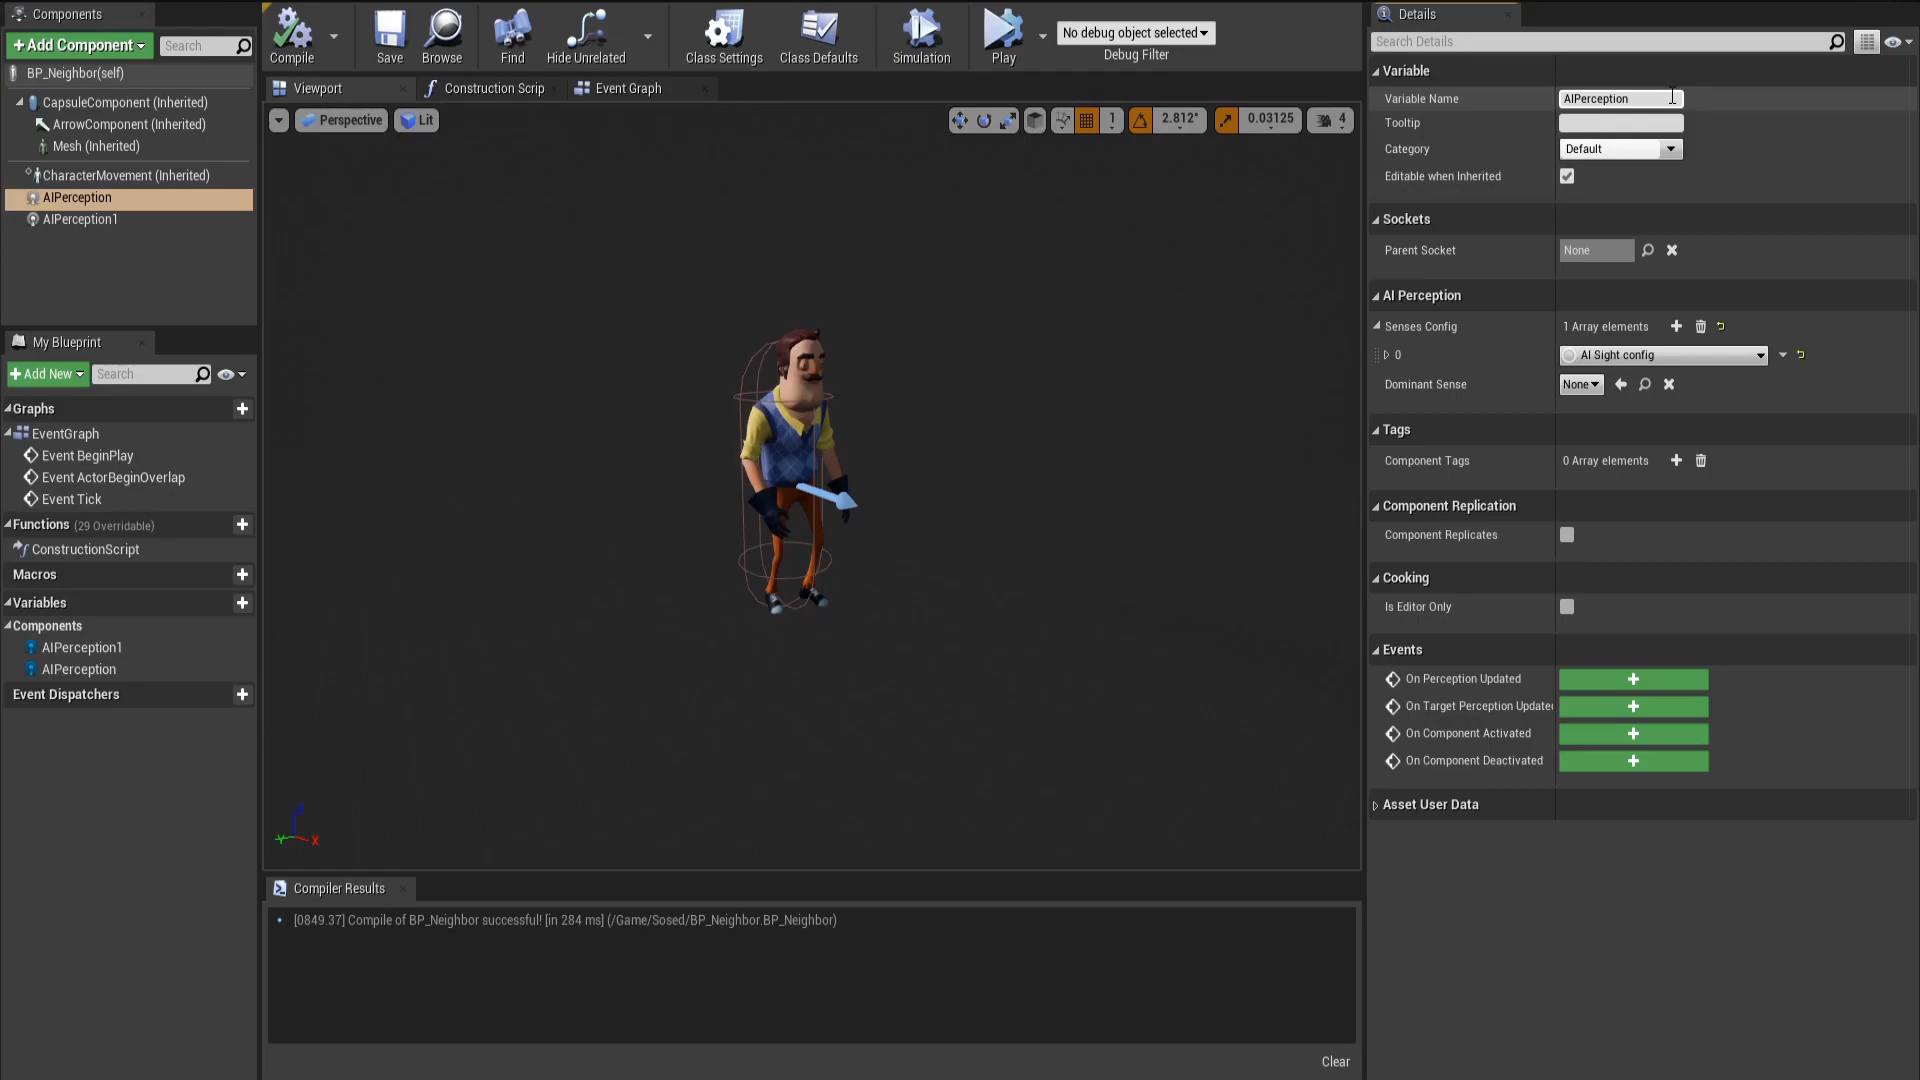 Components
Add Component
Search
BP_Neighbor(self)
CapsuleComponent (Inherited)
ArrowComponent (Inherited)
Mesh (Inherited)
CharacterMovement (Inherited)
AIPerception
AIPerception1
My Blueprint
Add New
Search
Graphs
EventGraph
Event BeginPlay
Event ActorBeginOverlap
Event Tick
Functions (29 Overridable)
ConstructionScript
Macros
Variables
Components
AIPerception1
AIPerception
Event Dispatchers
Compile
Save
Browse
Find
Hide Unrelated
Class Settings
Class Defaults
Simulation
Play
No debug object selected
Debug Filter
Viewport
Construction Scrip
Event Graph
Perspective
Lit
1
2.812°
0.03125
4
Z
Y
X
Compiler Results
[0849.37] Compile of BP_Neighbor successful! [in 284 ms] (/Game/Sosed/BP_Neighbor.BP_Neighbor)
Clear
Details
Search Details
Variable
Variable Name
AIPerception
Tooltip
Category
Default
Editable when Inherited
Sockets
Parent Socket
None
AI Perception
Senses Config
1 Array elements
0
AI Sight config
Dominant Sense
None
Tags
Component Tags
0 Array elements
Component Replication
Component Replicates
Cooking
Is Editor Only
Events
On Perception Updated
On Target Perception Updated
On Component Activated
On Component Deactivated
Asset User Data